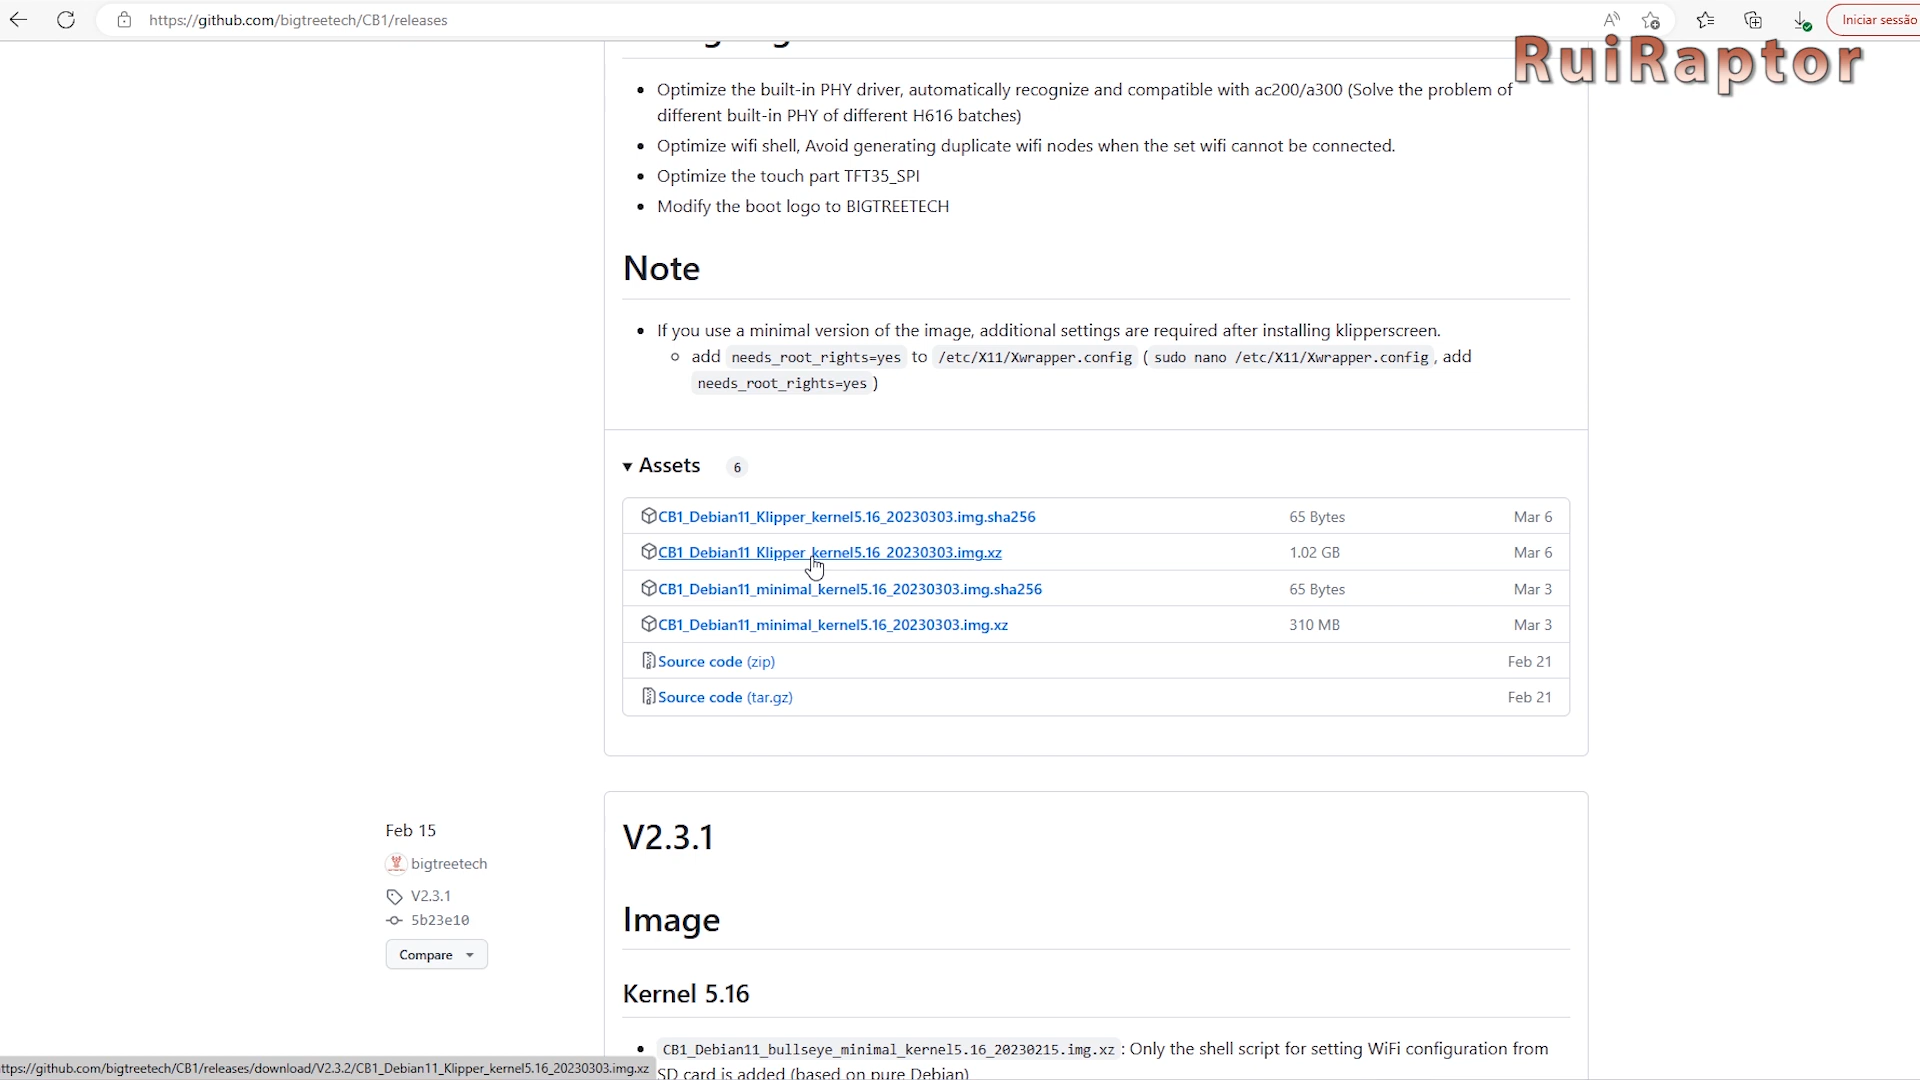 https://github.com/bigtreetech/CB1/releases
Iniciar sessão
RuiRaptor
Optimize the built-in PHY driver, automatically recognize and compatible with ac200/a300 (Solve the problem of
different built-in PHY of different H616 batches)
Optimize wifi shell, Avoid generating duplicate wifi nodes when the set wifi cannot be connected.
Optimize the touch part TFT35_SPI
Modify the boot logo to BIGTREETECH
Note
If you use a minimal version of the image, additional settings are required after installing klipperscreen.
add needs_root_rights=yes to /etc/X11/Xwrapper.config ( sudo nano /etc/X11/Xwrapper.config , add
needs_root_rights=yes )
Assets 6
CB1_Debian11_Klipper_kernel5.16_20230303.img.sha256 65 Bytes Mar 6
CB1_Debian11_Klipper_kernel5.16_20230303.img.xz 1.02 GB Mar 6
CB1_Debian11_minimal_kernel5.16_20230303.img.sha256 65 Bytes Mar 3
CB1_Debian11_minimal_kernel5.16_20230303.img.xz 310 MB Mar 3
Source code (zip) Feb 21
Source code (tar.gz) Feb 21
Feb 15
bigtreetech
V2.3.1
5b23e10
Compare
V2.3.1
Image
Kernel 5.16
CB1_Debian11_bullseye_minimal_kernel5.16_20230215.img.xz : Only the shell script for setting WiFi configuration from
SD card is added (based on pure Debian)
ttps://github.com/bigtreetech/CB1/releases/download/V2.3.2/CB1_Debian11_Klipper_kernel5.16_20230303.img.xz